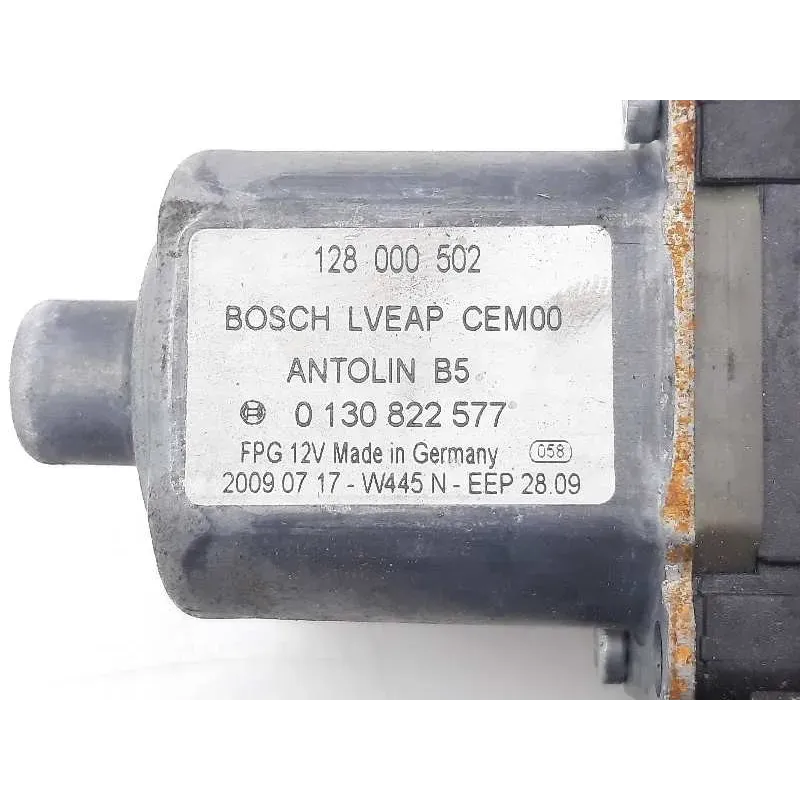 128 000 502
BOSCH LVEAP CEM00
ANTOLIN B5
0 130 822 577
FPG 12V Made in Germany 058
2009 07 17 - W445 N - EEP 28.09